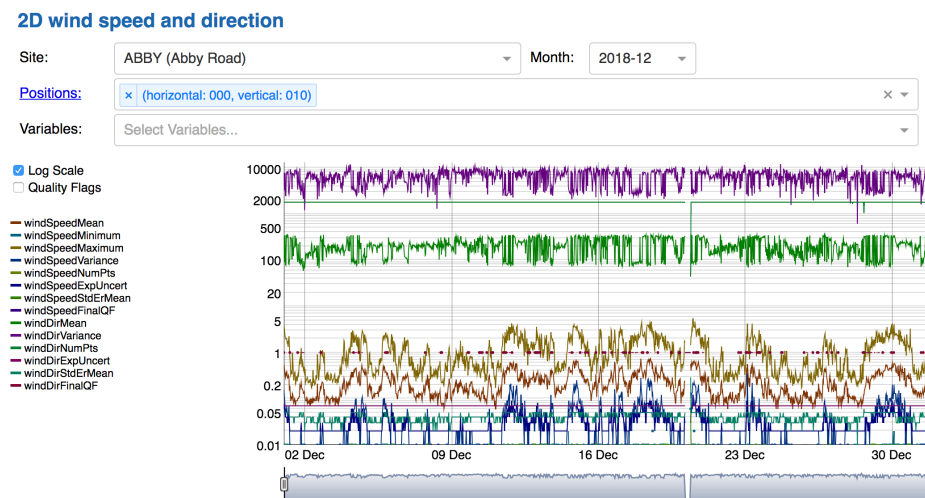 2D wind speed and direction
Site: ABBY (Abby Road) Month: 2018-12
Positions: × (horizontal: 000, vertical: 010) ×
Variables: Select Variables...
Log Scale
Quality Flags
windSpeedMean
windSpeedMinimum
windSpeedMaximum
windSpeedVariance
windSpeedNumPts
windSpeedExpUncert
windSpeedStdErMean
windSpeedFinalQF
windDirMean
windDirVariance
windDirNumPts
windDirExpUncert
windDirStdErMean
windDirFinalQF
10000
2000
500
100
20
5
1
0.2
0.05
0.01
02 Dec 09 Dec 16 Dec 23 Dec 30 Dec